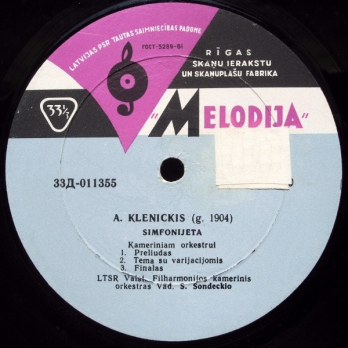 LATVIJAS PSR TAUTAS SAIMNIECĪBAS PADOME
ГОСТ-5289-61
RĪGAS
SKAŅU IERAKSTU
UN SKAŅUPLAŠU FABRIKA
33⅓
"MELODIJA"
33Д-011355
A. KLENICKIS (g. 1904)
SIMFONIJETA
Kameriniam orkestrui
1. Preliudas
2. Tema su varijacijomis
3. Finalas
LTSR Valst. Filharmonijos kamerinis
orkestras Vad. S. Sondeckio